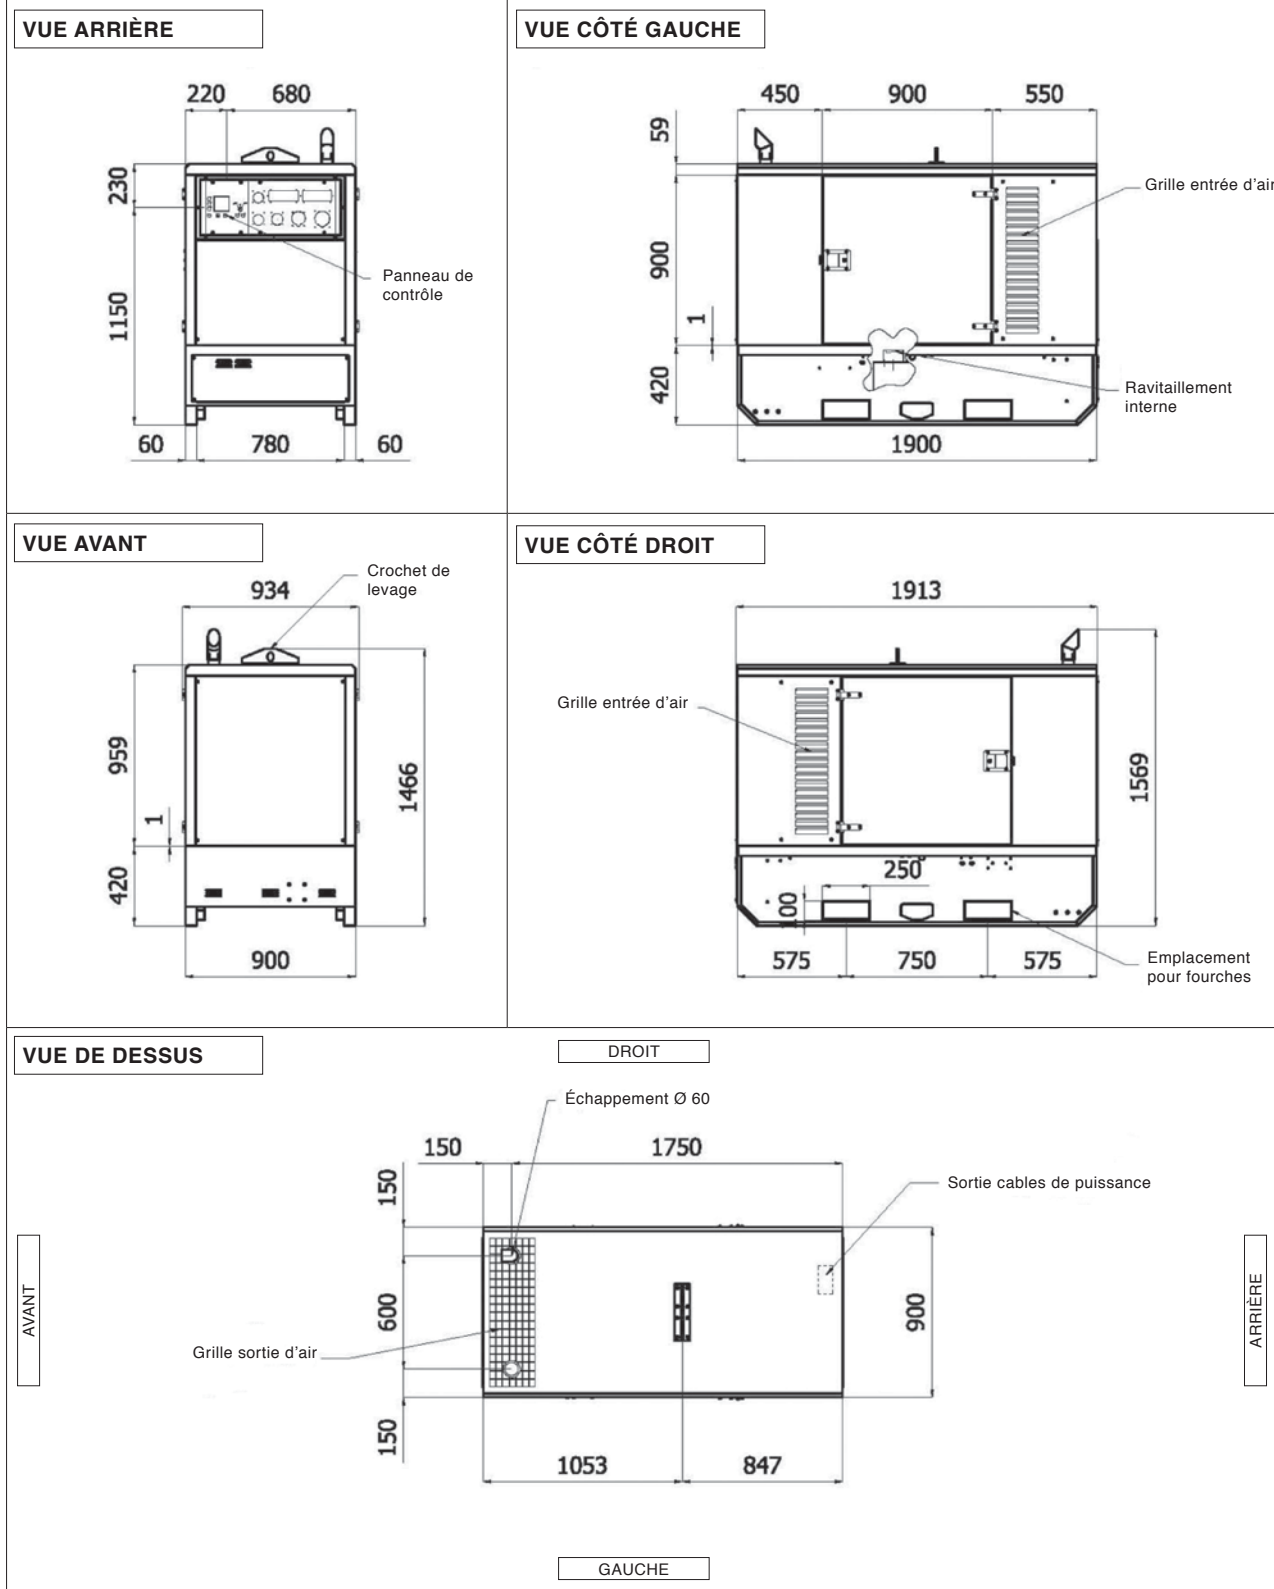 VUE ARRIÈRE
220
680
230
1150
Panneau de
contrôle
60
780
60
VUE CÔTÉ GAUCHE
450
900
550
59
Grille entrée d'air
900
1
420
Ravitaillement
interne
1900
VUE AVANT
934
Crochet de
levage
959
1
420
1466
900
VUE CÔTÉ DROIT
1913
Grille entrée d'air
1569
250
100
575
750
575
Emplacement
pour fourches
VUE DE DESSUS
DROIT
Échappement Ø 60
150
1750
150
Sortie cables de puissance
AVANT
600
900
ARRIÈRE
Grille sortie d'air
150
1053
847
GAUCHE